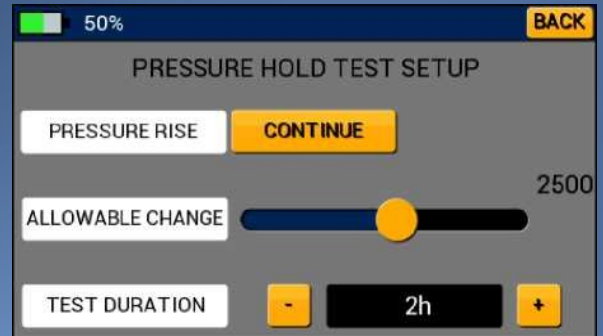 50% BACK
PRESSURE HOLD TEST SETUP
PRESSURE RISE CONTINUE
2500
ALLOWABLE CHANGE
TEST DURATION - 2h +